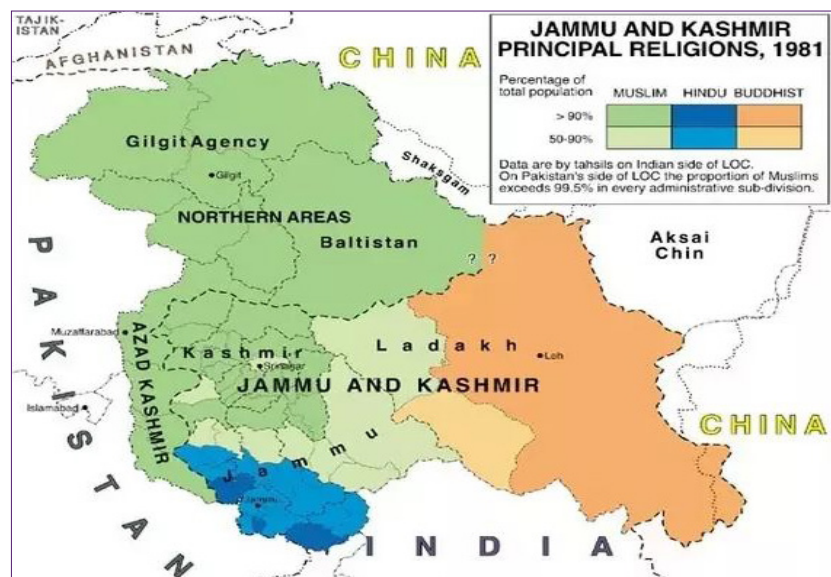 TAJIK-
ISTAN
AFGHANISTAN
CHINA
JAMMU AND KASHMIR
PRINCIPAL RELIGIONS, 1981
Percentage of
total population
MUSLIM HINDU BUDDHIST
> 90%
50-90%
Data are by tahsils on Indian side of LOC.
On Pakistan's side of LOC the proportion of Muslims
exceeds 99.5% in every administrative sub-division.
Gilgit Agency
Gilgit
Shaksgam
NORTHERN AREAS
Baltistan
Aksai
Chin
? ?
PAKISTAN
Muzaffarabad
AZAD KASHMIR
Kashmir
Ladakh
Leh
Srinagar
JAMMU AND KASHMIR
Islamabad
CHINA
Jammu
Jammu
INDIA